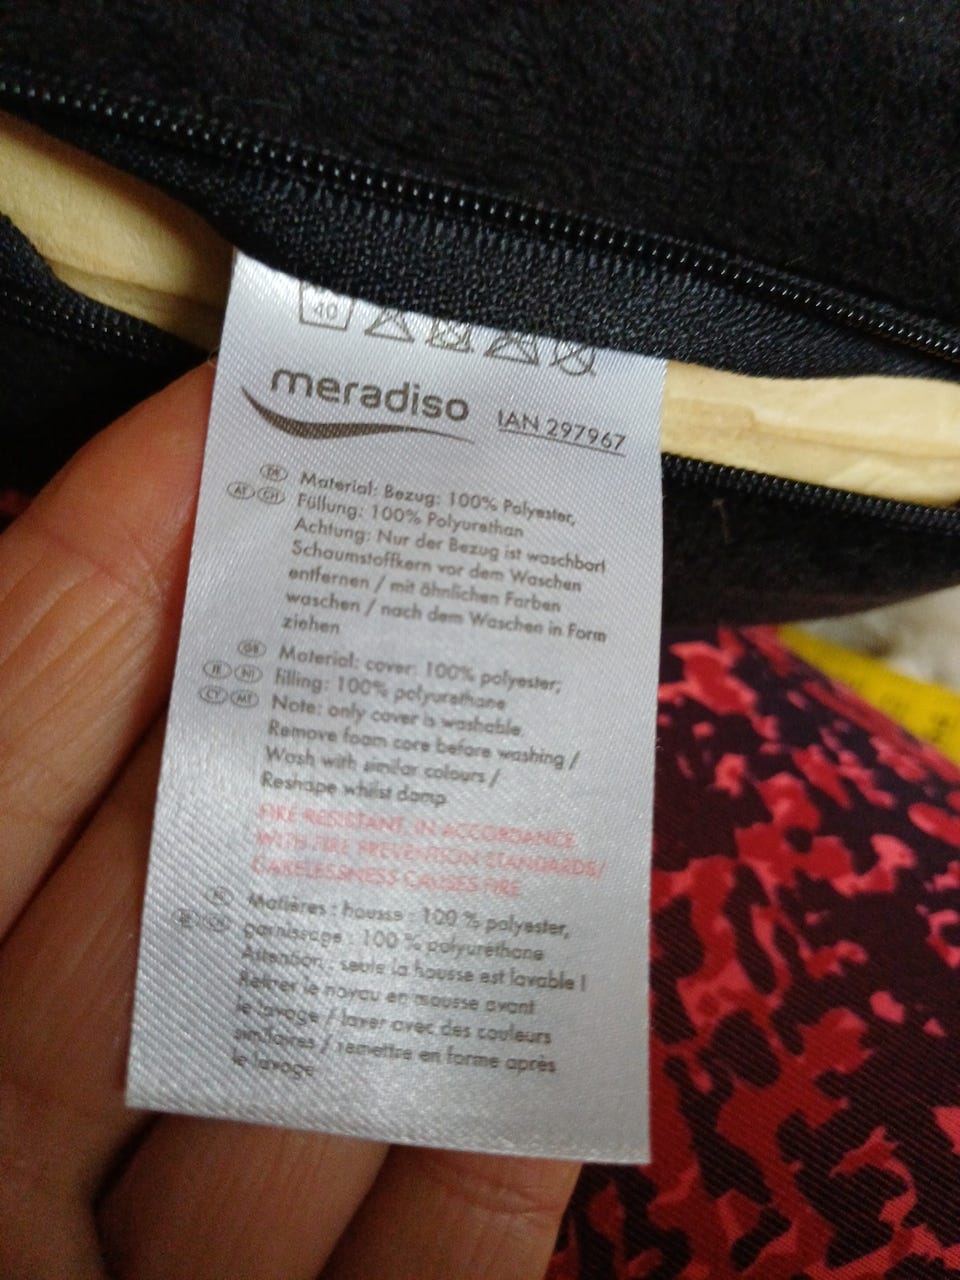 40
meradiso
IAN 297967
DE Material: Bezug: 100% Polyester,
AT CH Füllung: 100% Polyurethan
Achtung: Nur der Bezug ist waschbar!
Schaumstoffkern vor dem Waschen
entfernen / mit ähnlichen Farben
waschen / nach dem Waschen in Form
ziehen
GB Material: cover: 100% polyester;
IE NI filling: 100% polyurethane
CY MT Note: only cover is washable.
Remove foam core before washing /
Wash with similar colours /
Reshape whilst damp
FIRE RESISTANT, IN ACCORDANCE
WITH FIRE PREVENTION STANDARDS/
CARELESSNESS CAUSES FIRE
Matières : housse : 100 % polyester,
garnissage : 100 % polyuréthane
Attention : seule la housse est lavable !
Retirer le noyau en mousse avant
le lavage / laver avec des couleurs
similaires / remettre en forme après
le lavage